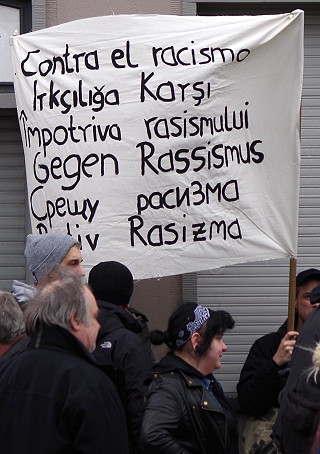 Contra el racismo
Irkçılığa Karşı
Împotriva rasismului
Gegen Rassismus
Срещу расизма
Rasizma